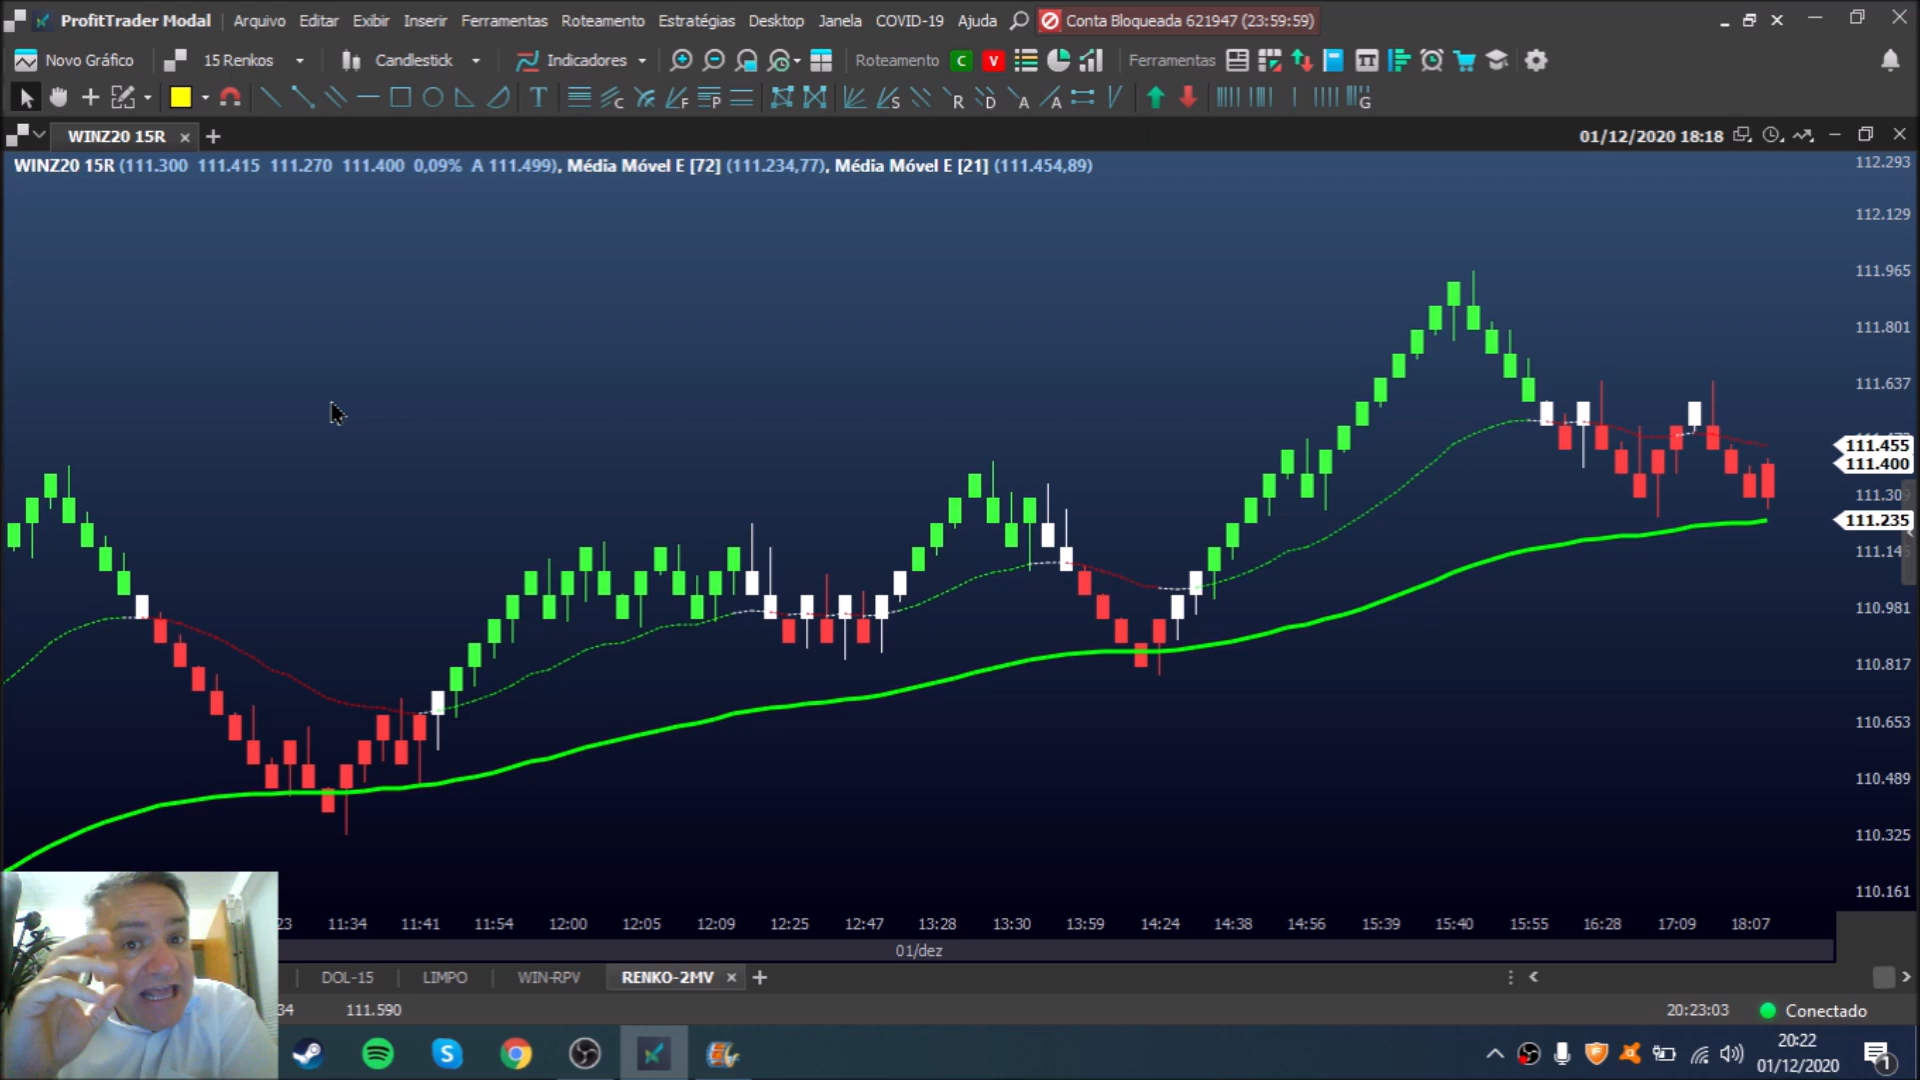 ProfitTrader Modal Arquivo Editar Exibir Inserir Ferramentas Roteamento Estratégias Desktop Janela COVID-19 Ajuda Conta Bloqueada 621947 (23:59:59)
Novo Gráfico 15 Renkos Candlestick Indicadores Roteamento C V Ferramentas
T C F P S R D A A G
WINZ20 15R 01/12/2020 18:18
WINZ20 15R (111.300 111.415 111.270 111.400 0,09% A 111.499), Média Móvel E [72] (111.234,77), Média Móvel E [21] (111.454,89)
112.293
112.129
111.965
111.801
111.637
111.455
111.400
111.309
111.235
111.145
110.981
110.817
110.653
110.489
110.325
110.161
23 11:34 11:41 11:54 12:00 12:05 12:09 12:25 12:47 13:28 13:30 13:59 14:24 14:38 14:56 15:39 15:40 15:55 16:28 17:09 18:07
01/dez
DOL-15 LIMPO WIN-RPV RENKO-2MV
34 111.590 20:23:03 Conectado
20:22
01/12/2020
1